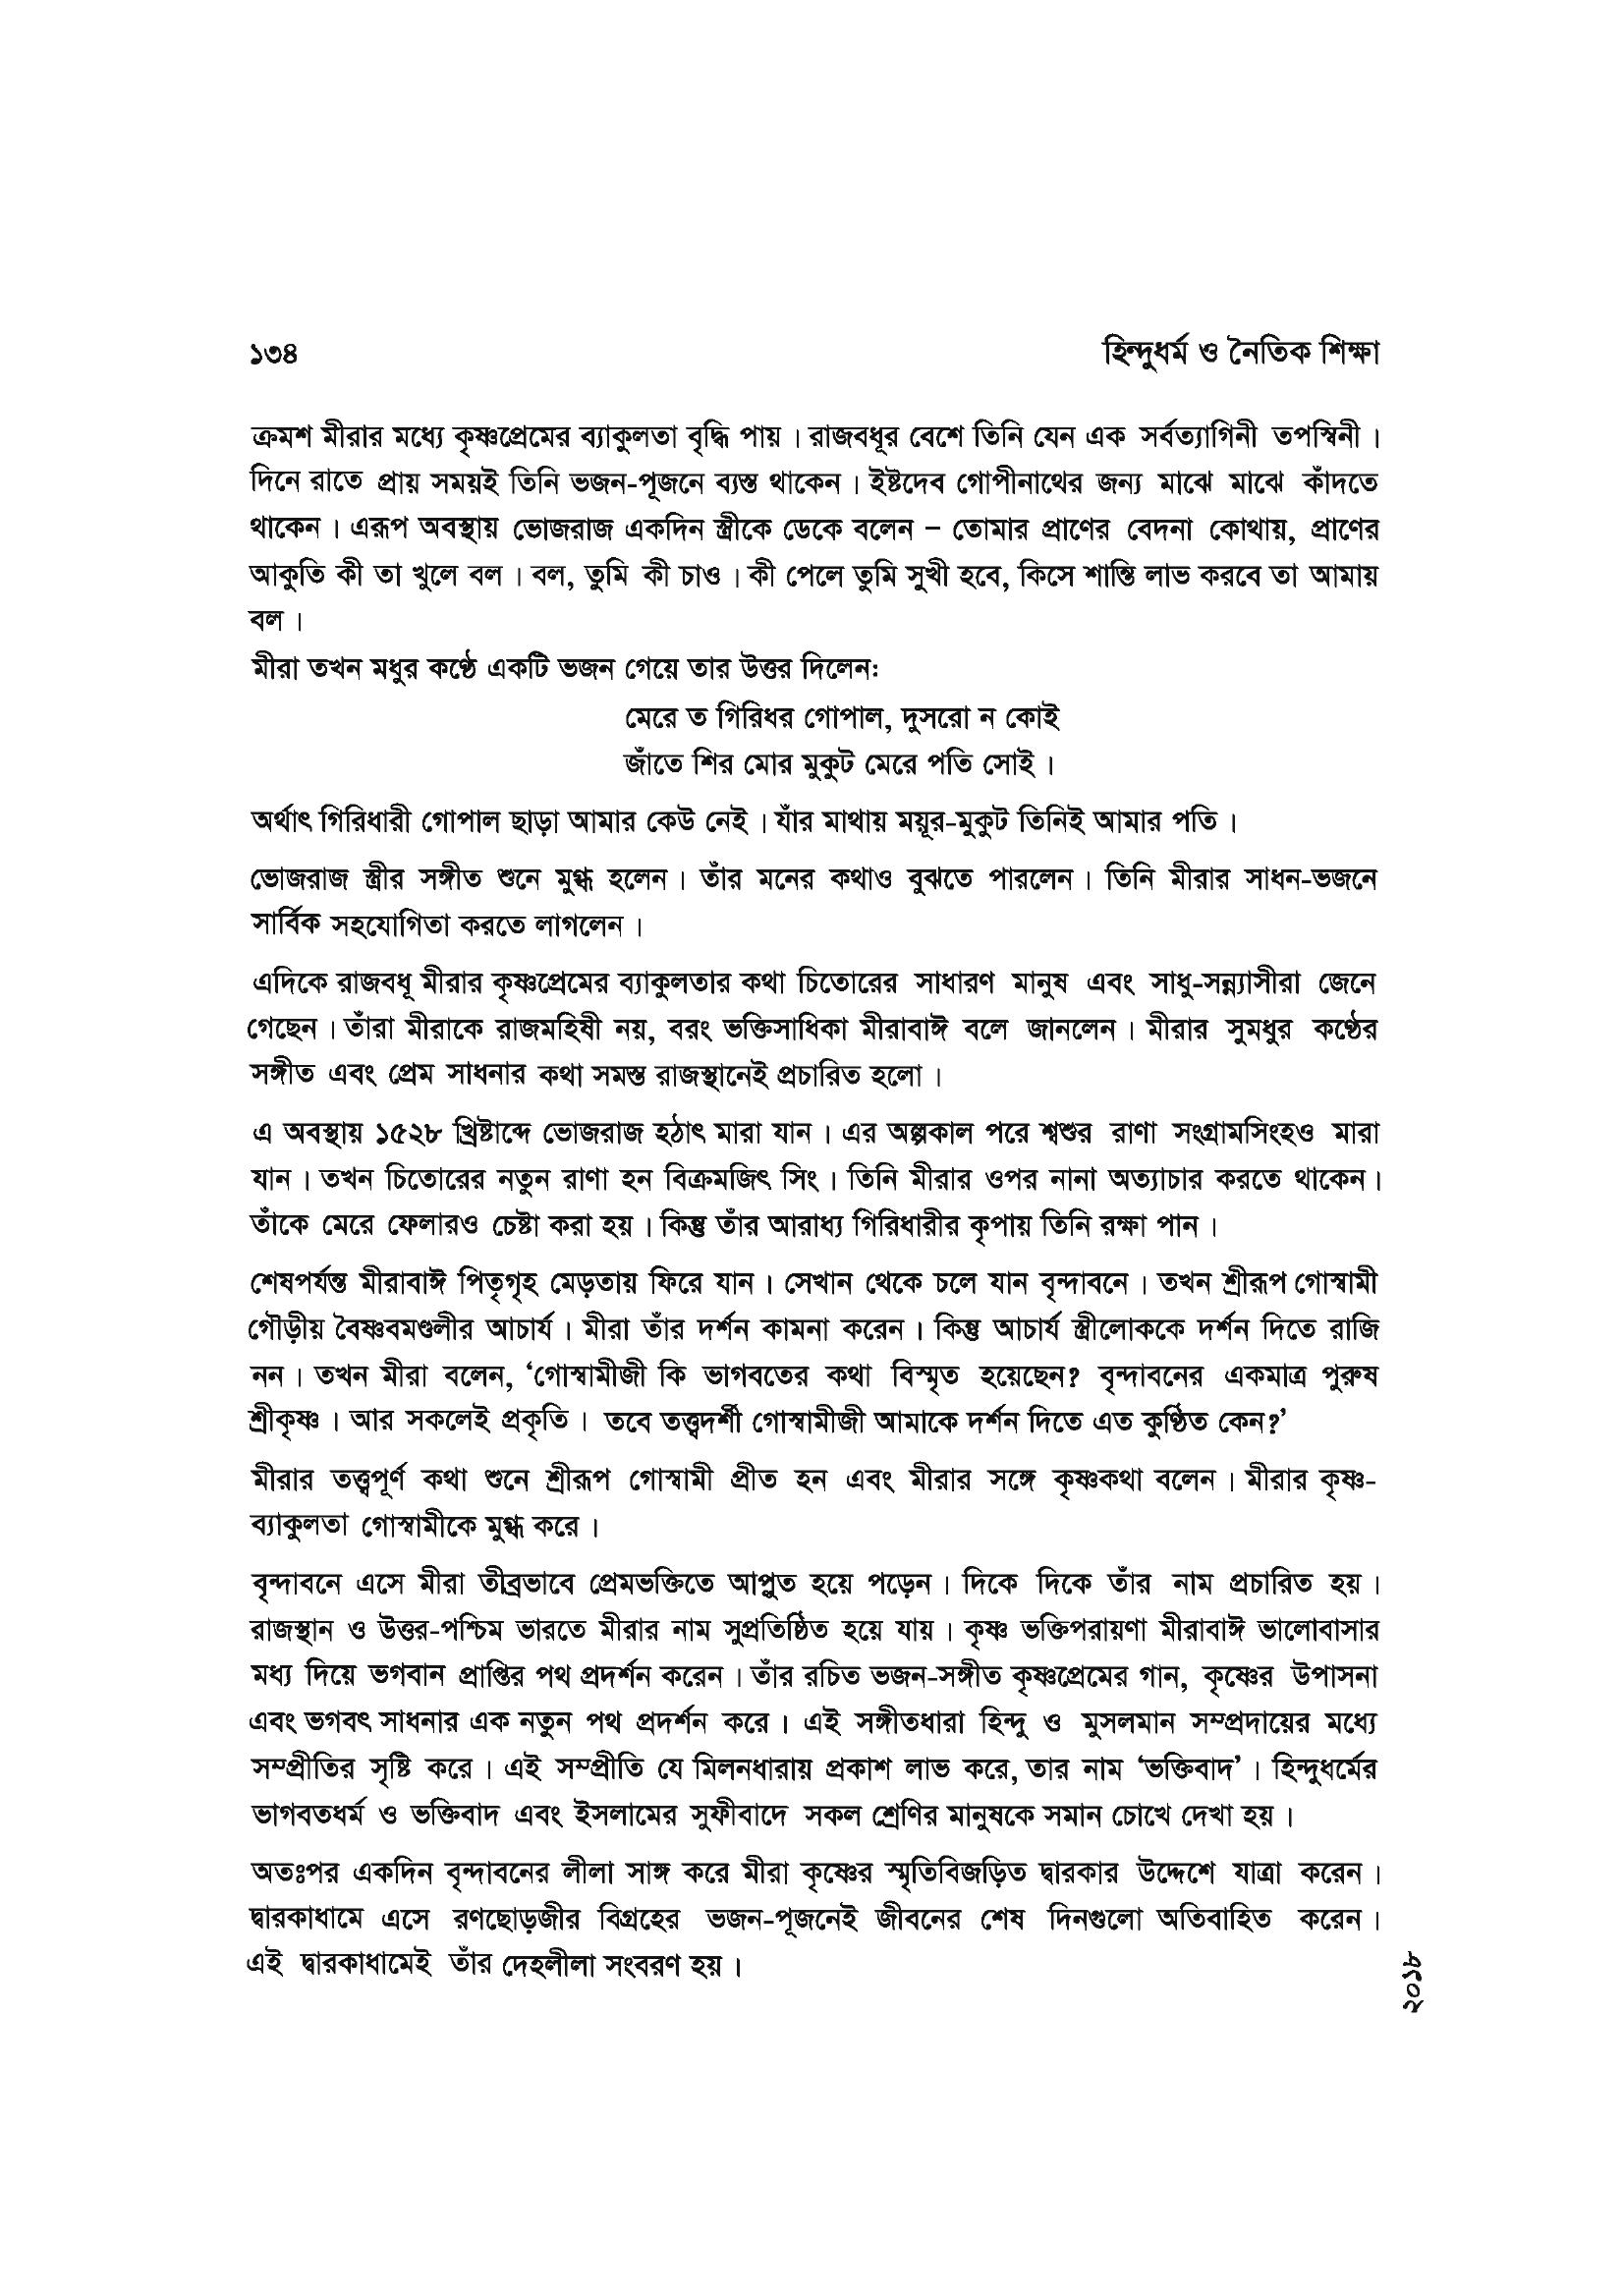 ১৩৪ হিন্দুধর্ম ও নৈতিক শিক্ষা
ক্রমশ মীরার মধ্যে কৃষ্ণপ্রেমের ব্যাকুলতা বৃদ্ধি পায়। রাজবধূর বেশে তিনি যেন এক সর্বত্যাগিনী তপস্বিনী।
দিনে রাতে প্রায় সময়ই তিনি ভজন-পূজনে ব্যস্ত থাকেন। ইষ্টদেব গোপীনাথের জন্য মাঝে মাঝে কাঁদতে
থাকেন। এরূপ অবস্থায় ভোজরাজ একদিন স্ত্রীকে ডেকে বলেন – তোমার প্রাণের বেদনা কোথায়, প্রাণের
আকুতি কী তা খুলে বল। বল, তুমি কী চাও। কী পেলে তুমি সুখী হবে, কিসে শান্তি লাভ করবে তা আমায়
বল।
মীরা তখন মধুর কণ্ঠে একটি ভজন গেয়ে তার উত্তর দিলেন:
মেরে ত গিরিধর গোপাল, দুসরো ন কোই
জাঁতে শির মোর মুকুট মেরে পতি সোই।
অর্থাৎ গিরিধারী গোপাল ছাড়া আমার কেউ নেই। যাঁর মাথায় ময়ূর-মুকুট তিনিই আমার পতি।
ভোজরাজ স্ত্রীর সঙ্গীত শুনে মুগ্ধ হলেন। তাঁর মনের কথাও বুঝতে পারলেন। তিনি মীরার সাধন-ভজনে
সার্বিক সহযোগিতা করতে লাগলেন।
এদিকে রাজবধূ মীরার কৃষ্ণপ্রেমের ব্যাকুলতার কথা চিতোরের সাধারণ মানুষ এবং সাধু-সন্ন্যাসীরা জেনে
গেছেন। তাঁরা মীরাকে রাজমহিষী নয়, বরং ভক্তিসাধিকা মীরাবাঈ বলে জানলেন। মীরার সুমধুর কণ্ঠের
সঙ্গীত এবং প্রেম সাধনার কথা সমস্ত রাজস্থানেই প্রচারিত হলো।
এ অবস্থায় ১৫২৮ খ্রিষ্টাব্দে ভোজরাজ হঠাৎ মারা যান। এর অল্পকাল পরে শ্বশুর রাণা সংগ্রামসিংহও মারা
যান। তখন চিতোরের নতুন রাণা হন বিক্রমজিৎ সিং। তিনি মীরার ওপর নানা অত্যাচার করতে থাকেন।
তাঁকে মেরে ফেলারও চেষ্টা করা হয়। কিন্তু তাঁর আরাধ্য গিরিধারীর কৃপায় তিনি রক্ষা পান।
শেষপর্যন্ত মীরাবাঈ পিতৃগৃহ মেড়তায় ফিরে যান। সেখান থেকে চলে যান বৃন্দাবনে। তখন শ্রীরূপ গোস্বামী
গৌড়ীয় বৈষ্ণবমণ্ডলীর আচার্য। মীরা তাঁর দর্শন কামনা করেন। কিন্তু আচার্য স্ত্রীলোককে দর্শন দিতে রাজি
নন। তখন মীরা বলেন, ‘গোস্বামীজী কি ভাগবতের কথা বিস্মৃত হয়েছেন? বৃন্দাবনের একমাত্র পুরুষ
শ্রীকৃষ্ণ। আর সকলেই প্রকৃতি। তবে তত্ত্বদর্শী গোস্বামীজী আমাকে দর্শন দিতে এত কুণ্ঠিত কেন?’
মীরার তত্ত্বপূর্ণ কথা শুনে শ্রীরূপ গোস্বামী প্রীত হন এবং মীরার সঙ্গে কৃষ্ণকথা বলেন। মীরার কৃষ্ণ-
ব্যাকুলতা গোস্বামীকে মুগ্ধ করে।
বৃন্দাবনে এসে মীরা তীব্রভাবে প্রেমভক্তিতে আপ্লুত হয়ে পড়েন। দিকে দিকে তাঁর নাম প্রচারিত হয়।
রাজস্থান ও উত্তর-পশ্চিম ভারতে মীরার নাম সুপ্রতিষ্ঠিত হয়ে যায়। কৃষ্ণ ভক্তিপরায়ণা মীরাবাঈ ভালোবাসার
মধ্য দিয়ে ভগবান প্রাপ্তির পথ প্রদর্শন করেন। তাঁর রচিত ভজন-সঙ্গীত কৃষ্ণপ্রেমের গান, কৃষ্ণের উপাসনা
এবং ভগবৎ সাধনার এক নতুন পথ প্রদর্শন করে। এই সঙ্গীতধারা হিন্দু ও মুসলমান সম্প্রদায়ের মধ্যে
সম্প্রীতির সৃষ্টি করে। এই সম্প্রীতি যে মিলনধারায় প্রকাশ লাভ করে, তার নাম ‘ভক্তিবাদ’। হিন্দুধর্মের
ভাগবতধর্ম ও ভক্তিবাদ এবং ইসলামের সুফীবাদে সকল শ্রেণির মানুষকে সমান চোখে দেখা হয়।
অতঃপর একদিন বৃন্দাবনের লীলা সাঙ্গ করে মীরা কৃষ্ণের স্মৃতিবিজড়িত দ্বারকার উদ্দেশে যাত্রা করেন।
দ্বারকাধামে এসে রণছোড়জীর বিগ্রহের ভজন-পূজনেই জীবনের শেষ দিনগুলো অতিবাহিত করেন।
এই দ্বারকাধামেই তাঁর দেহলীলা সংবরণ হয়।
২০১৮